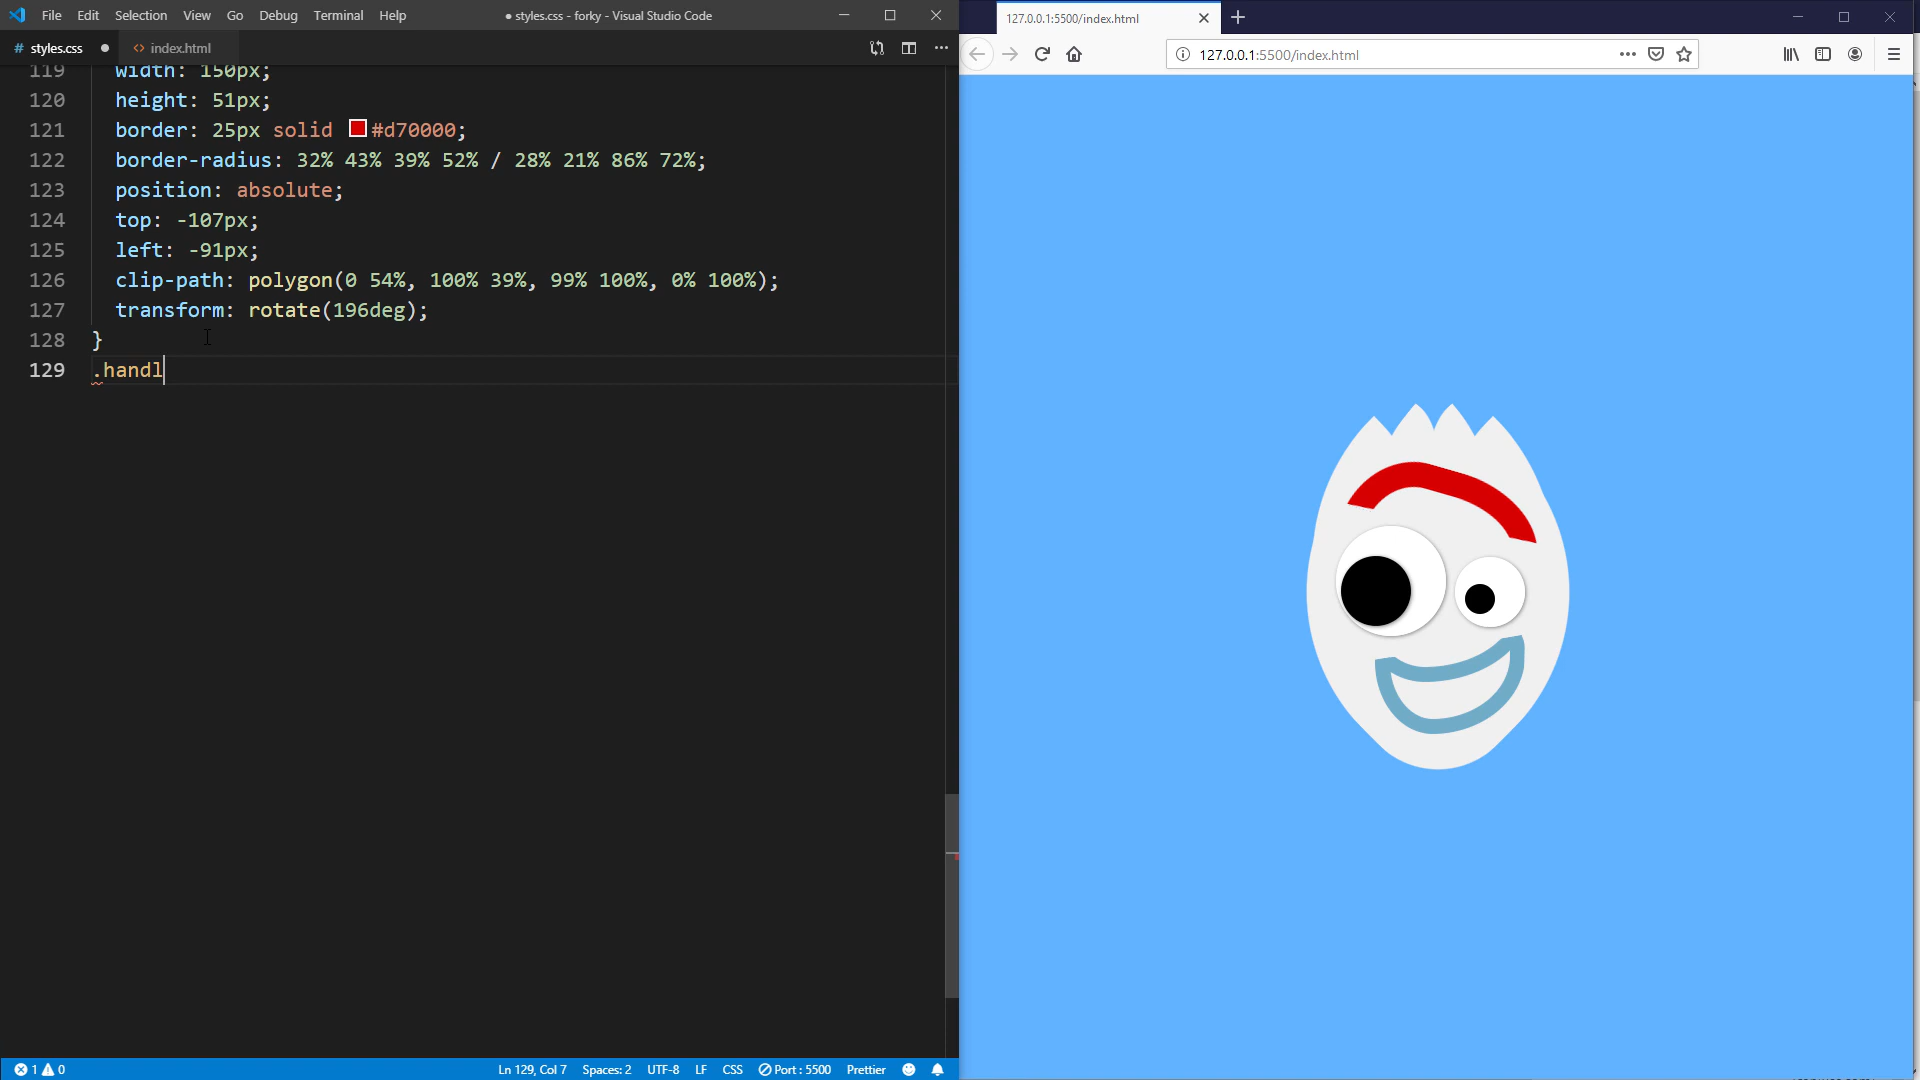 File Edit Selection View Go Debug Terminal Help ● styles.css - forky - Visual Studio Code
# styles.css ● <> index.html
119 width: 150px;
120 height: 51px;
121 border: 25px solid #d70000;
122 border-radius: 32% 43% 39% 52% / 28% 21% 86% 72%;
123 position: absolute;
124 top: -107px;
125 left: -91px;
126 clip-path: polygon(0 54%, 100% 39%, 99% 100%, 0% 100%);
127 transform: rotate(196deg);
128 }
129 .handl
1 0 Ln 129, Col 7 Spaces: 2 UTF-8 LF CSS Port : 5500 Prettier
127.0.0.1:5500/index.html
127.0.0.1:5500/index.html